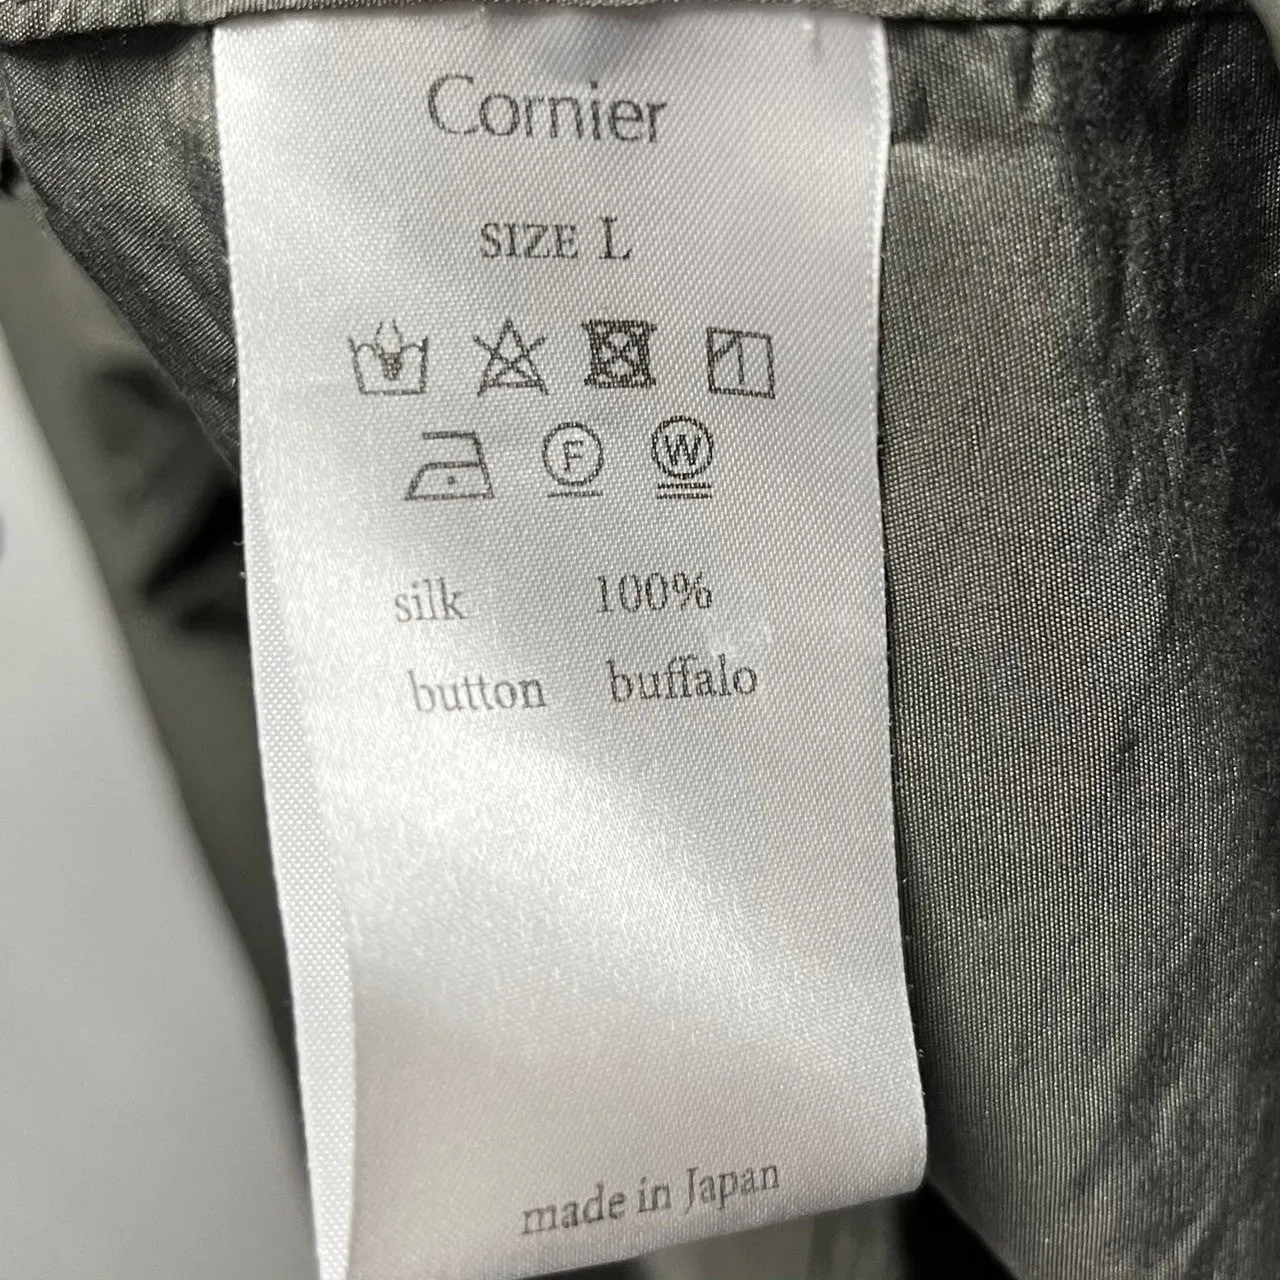 Cornier
SIZE L
F W
silk 100%
button buffalo
made in Japan